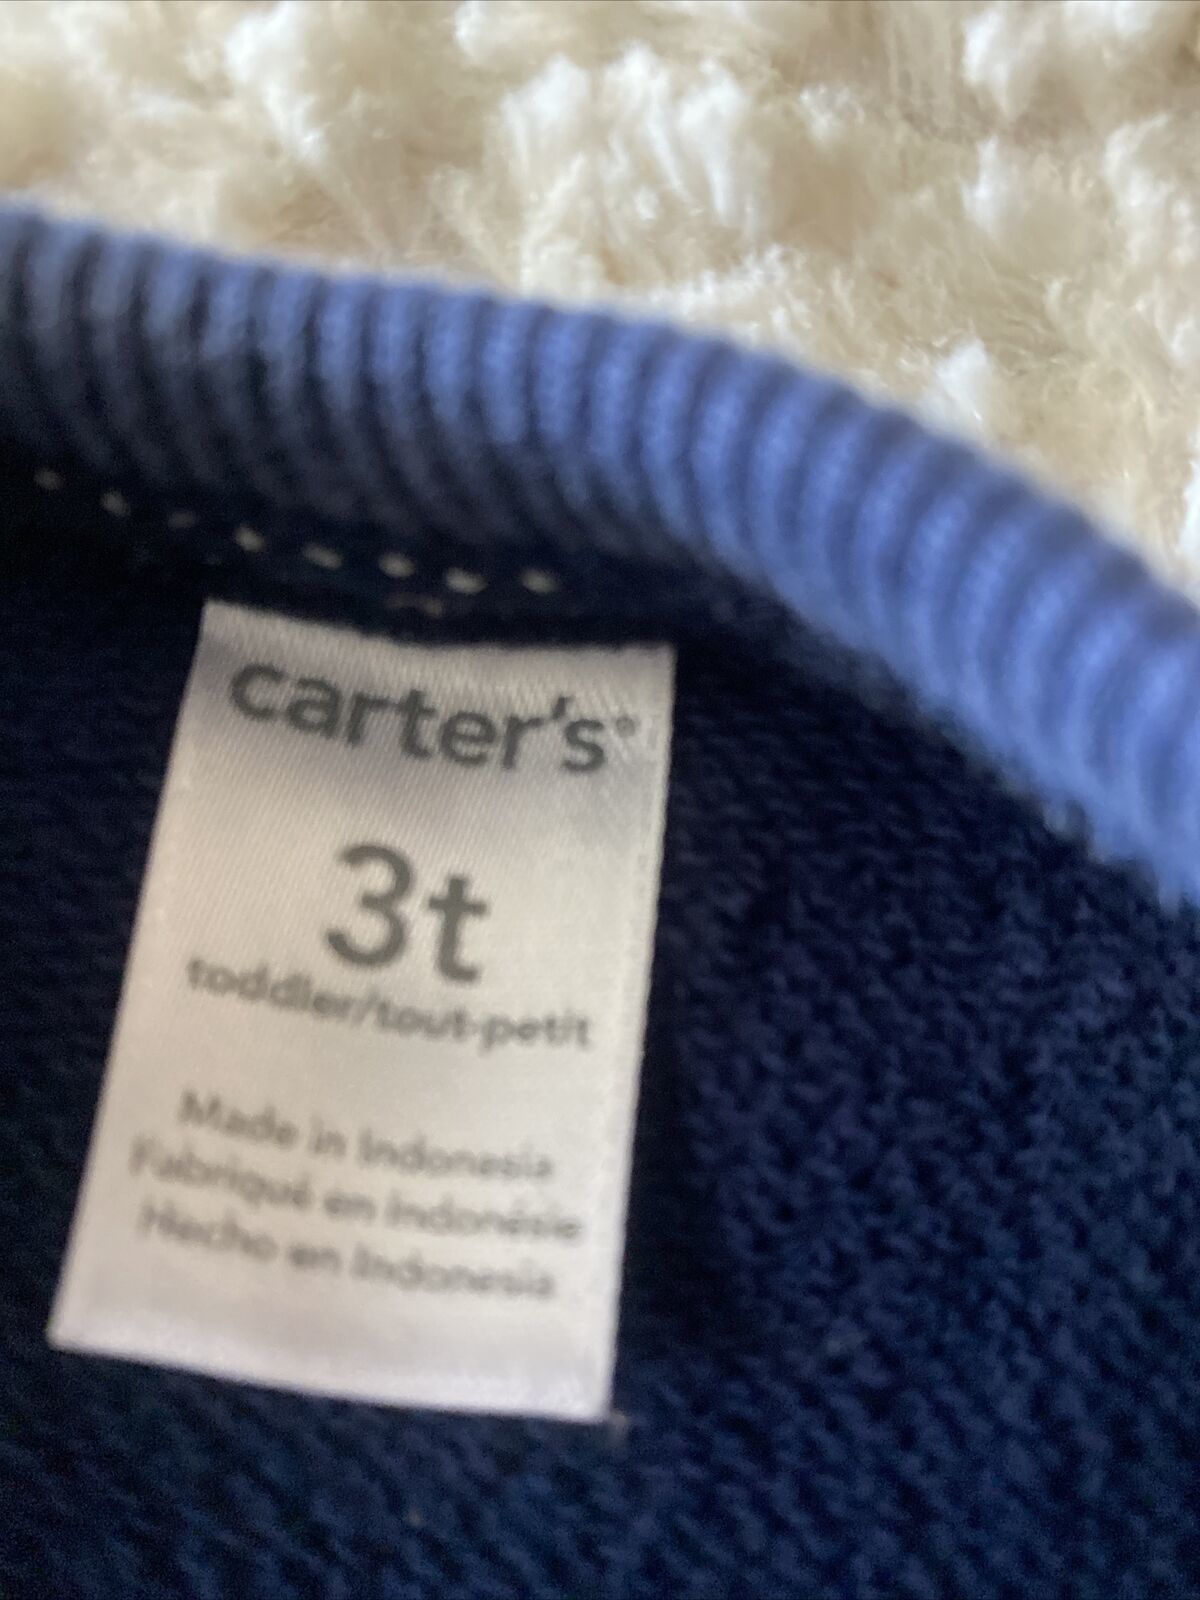 carter's®
3t
toddler/tout-petit
Made in Indonesia
Fabriqué en Indonésie
Hecho en Indonesia